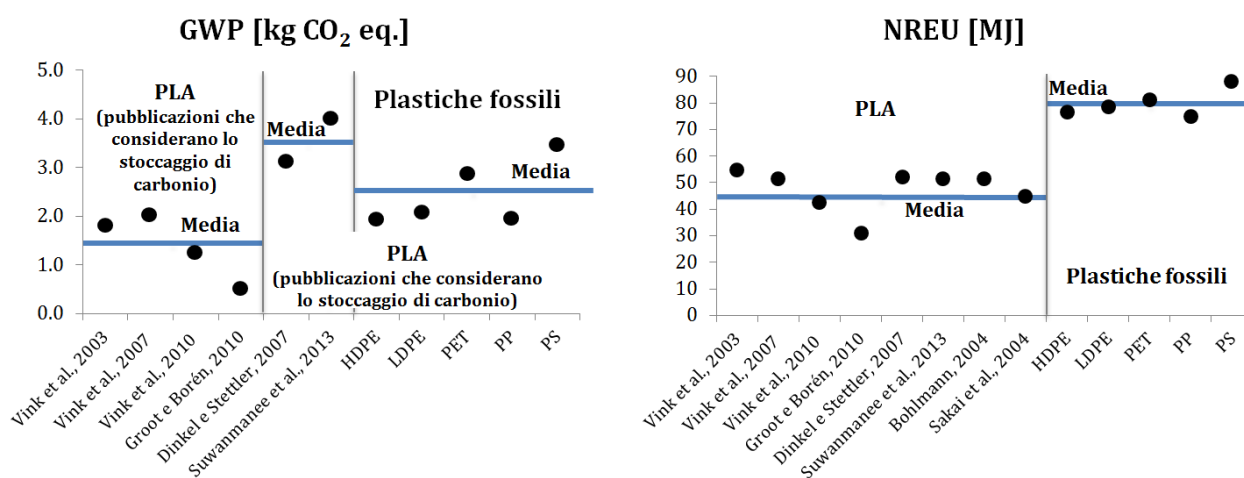 GWP [kg CO₂ eq.]
5.0
4.0
3.0
2.0
1.0
0.0
PLA
(pubblicazioni che
considerano lo
stoccaggio di
carbonio)
Media
Media
Plastiche fossili
Media
PLA
(pubblicazioni che considerano
lo stoccaggio di carbonio)
Vink et al., 2003
Vink et al., 2007
Vink et al., 2010
Groot e Borén, 2010
Dinkel e Stettler, 2007
Suwanmanee et al., 2013
HDPE
LDPE
PET
PP
PS
NREU [MJ]
90
80
70
60
50
40
30
20
10
0
PLA
Media
Media
Plastiche fossili
Vink et al., 2003
Vink et al., 2007
Vink et al., 2010
Groot e Borén, 2010
Dinkel e Stettler, 2007
Suwanmanee et al., 2013
Bohlmann, 2004
Sakai et al., 2004
HDPE
LDPE
PET
PP
PS